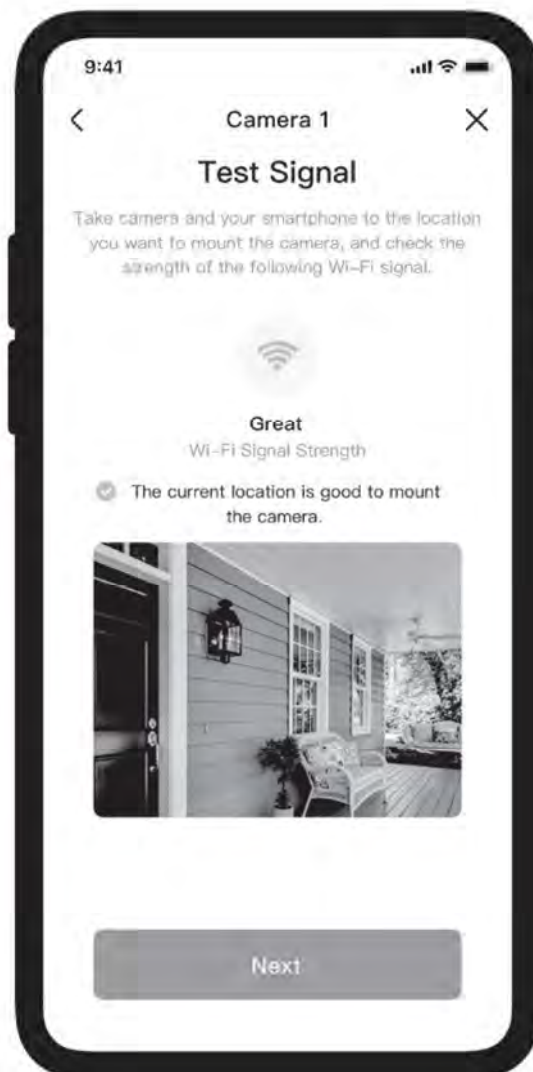 9:41
Camera 1
Test Signal
Take camera and your smartphone to the location
you want to mount the camera, and check the
strength of the following Wi-Fi signal.
Great
Wi-Fi Signal Strength
The current location is good to mount
the camera.
Next